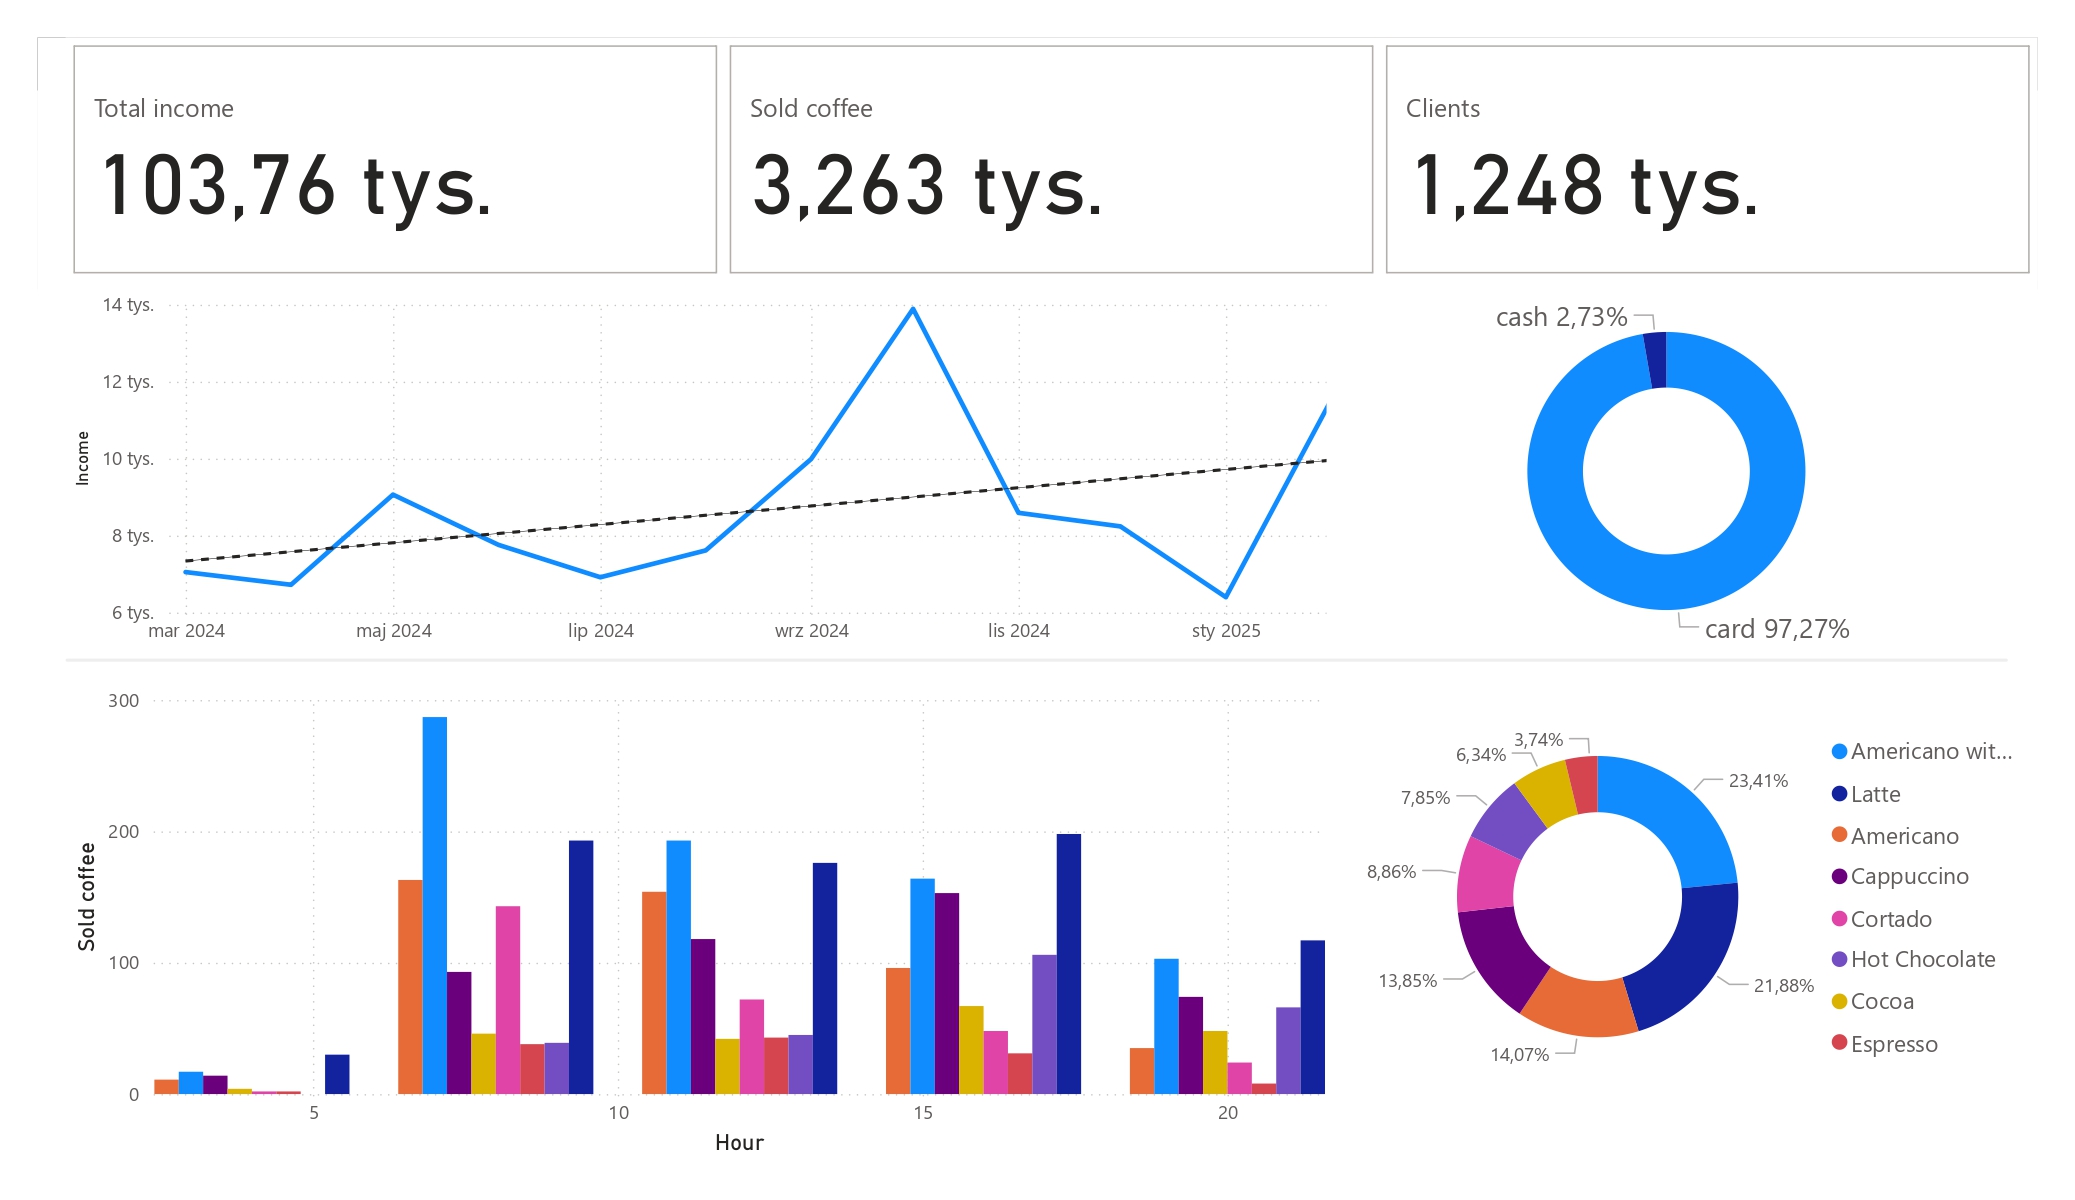 Total income
103,76 tys.
Sold coffee
3,263 tys.
Clients
1,248 tys.
14 tys.
12 tys.
10 tys.
8 tys.
6 tys.
Income
mar 2024
maj 2024
lip 2024
wrz 2024
lis 2024
sty 2025
cash 2,73%
card 97,27%
300
200
100
0
Sold coffee
5
10
15
20
Hour
3,74%
6,34%
7,85%
8,86%
13,85%
14,07%
21,88%
23,41%
Americano wit...
Latte
Americano
Cappuccino
Cortado
Hot Chocolate
Cocoa
Espresso